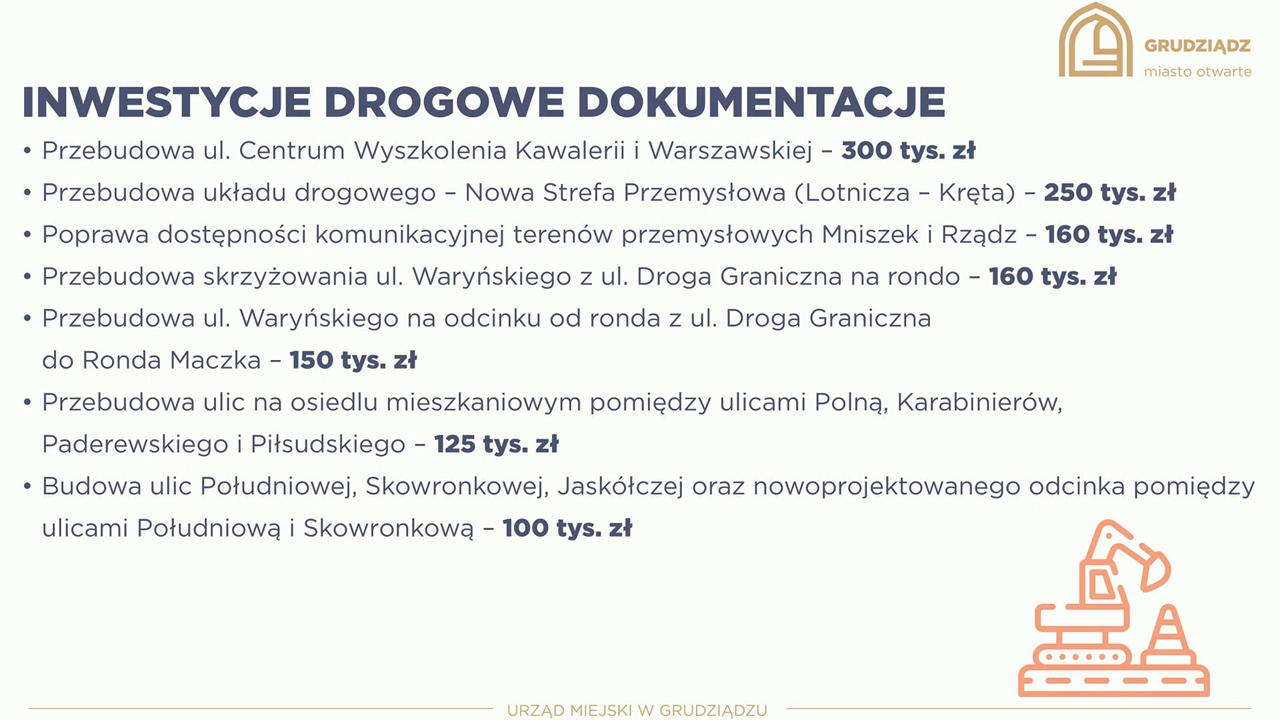 GRUDZIĄDZ
miasto otwarte
INWESTYCJE DROGOWE DOKUMENTACJE
• Przebudowa ul. Centrum Wyszkolenia Kawalerii i Warszawskiej – 300 tys. zł
• Przebudowa układu drogowego – Nowa Strefa Przemysłowa (Lotnicza – Kręta) – 250 tys. zł
• Poprawa dostępności komunikacyjnej terenów przemysłowych Mniszek i Rządz – 160 tys. zł
• Przebudowa skrzyżowania ul. Waryńskiego z ul. Droga Graniczna na rondo – 160 tys. zł
• Przebudowa ul. Waryńskiego na odcinku od ronda z ul. Droga Graniczna
do Ronda Maczka – 150 tys. zł
• Przebudowa ulic na osiedlu mieszkaniowym pomiędzy ulicami Polną, Karabinierów,
Paderewskiego i Piłsudskiego – 125 tys. zł
• Budowa ulic Południowej, Skowronkowej, Jaskółczej oraz nowoprojektowanego odcinka pomiędzy
ulicami Południową i Skowronkową – 100 tys. zł
URZĄD MIEJSKI W GRUDZIĄDZU